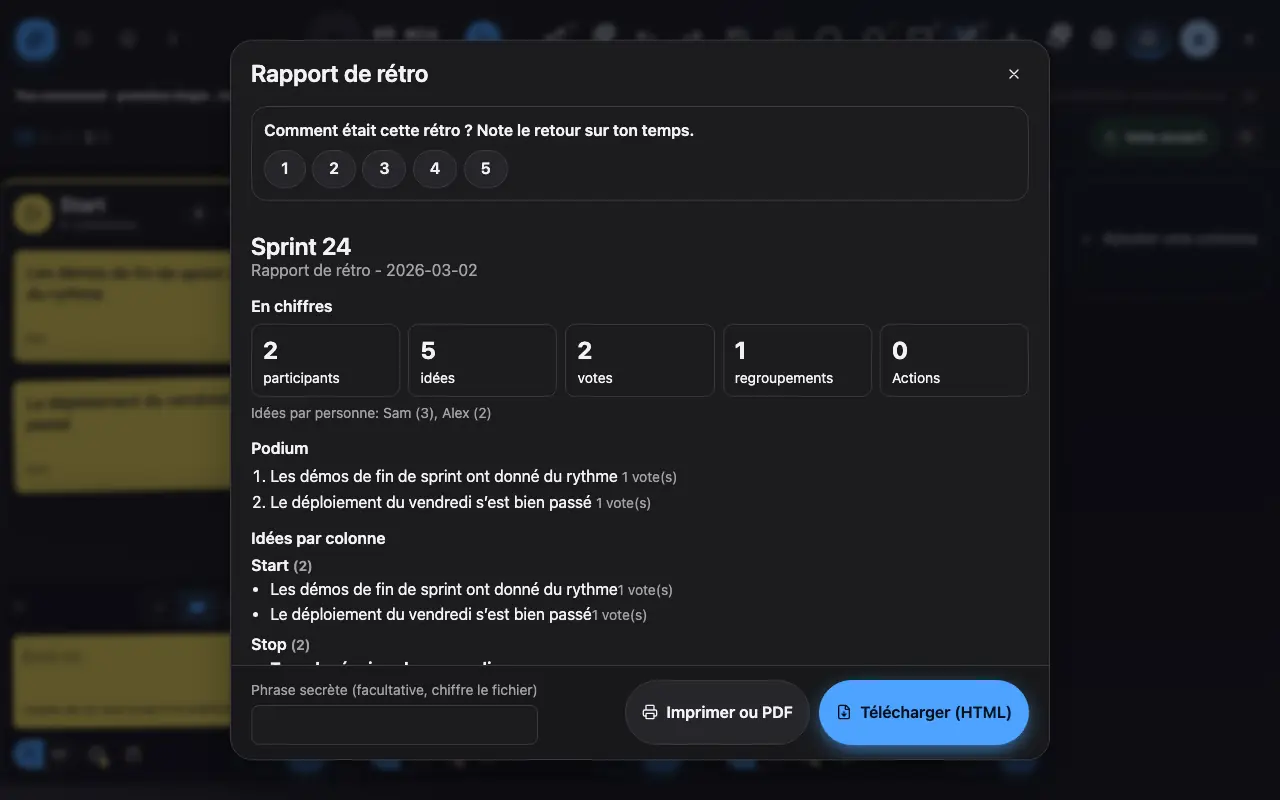 Rapport de rétro
Comment était cette rétro ? Note le retour sur ton temps.
1 2 3 4 5
Sprint 24
Rapport de rétro - 2026-03-02
En chiffres
2 5 2 1 0
participants idées votes regroupements Actions
Idées par personne: Sam (3), Alex (2)
Podium
1. Les démos de fin de sprint ont donné du rythme 1 vote(s)
2. Le déploiement du vendredi s’est bien passé 1 vote(s)
Idées par colonne
Start (2)
• Les démos de fin de sprint ont donné du rythme1 vote(s)
• Le déploiement du vendredi s’est bien passé1 vote(s)
Stop (2)
Phrase secrète (facultative, chiffre le fichier)
Imprimer ou PDF
Télécharger (HTML)
Start